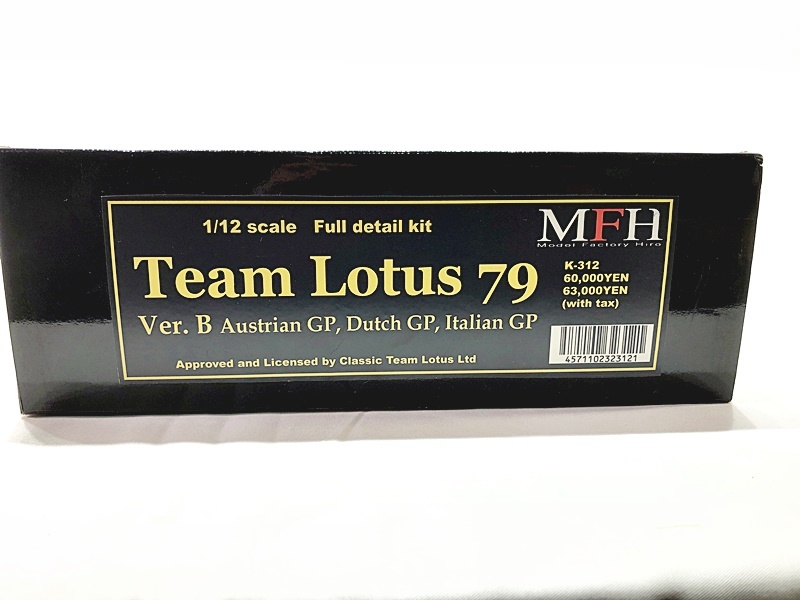 1/12 scale Full detail kit
MFH
Model Factory Hiro
Team Lotus 79
K-312
60,000YEN
63,000YEN
(with tax)
Ver. B Austrian GP, Dutch GP, Italian GP
4571102323121
Approved and Licensed by Classic Team Lotus Ltd